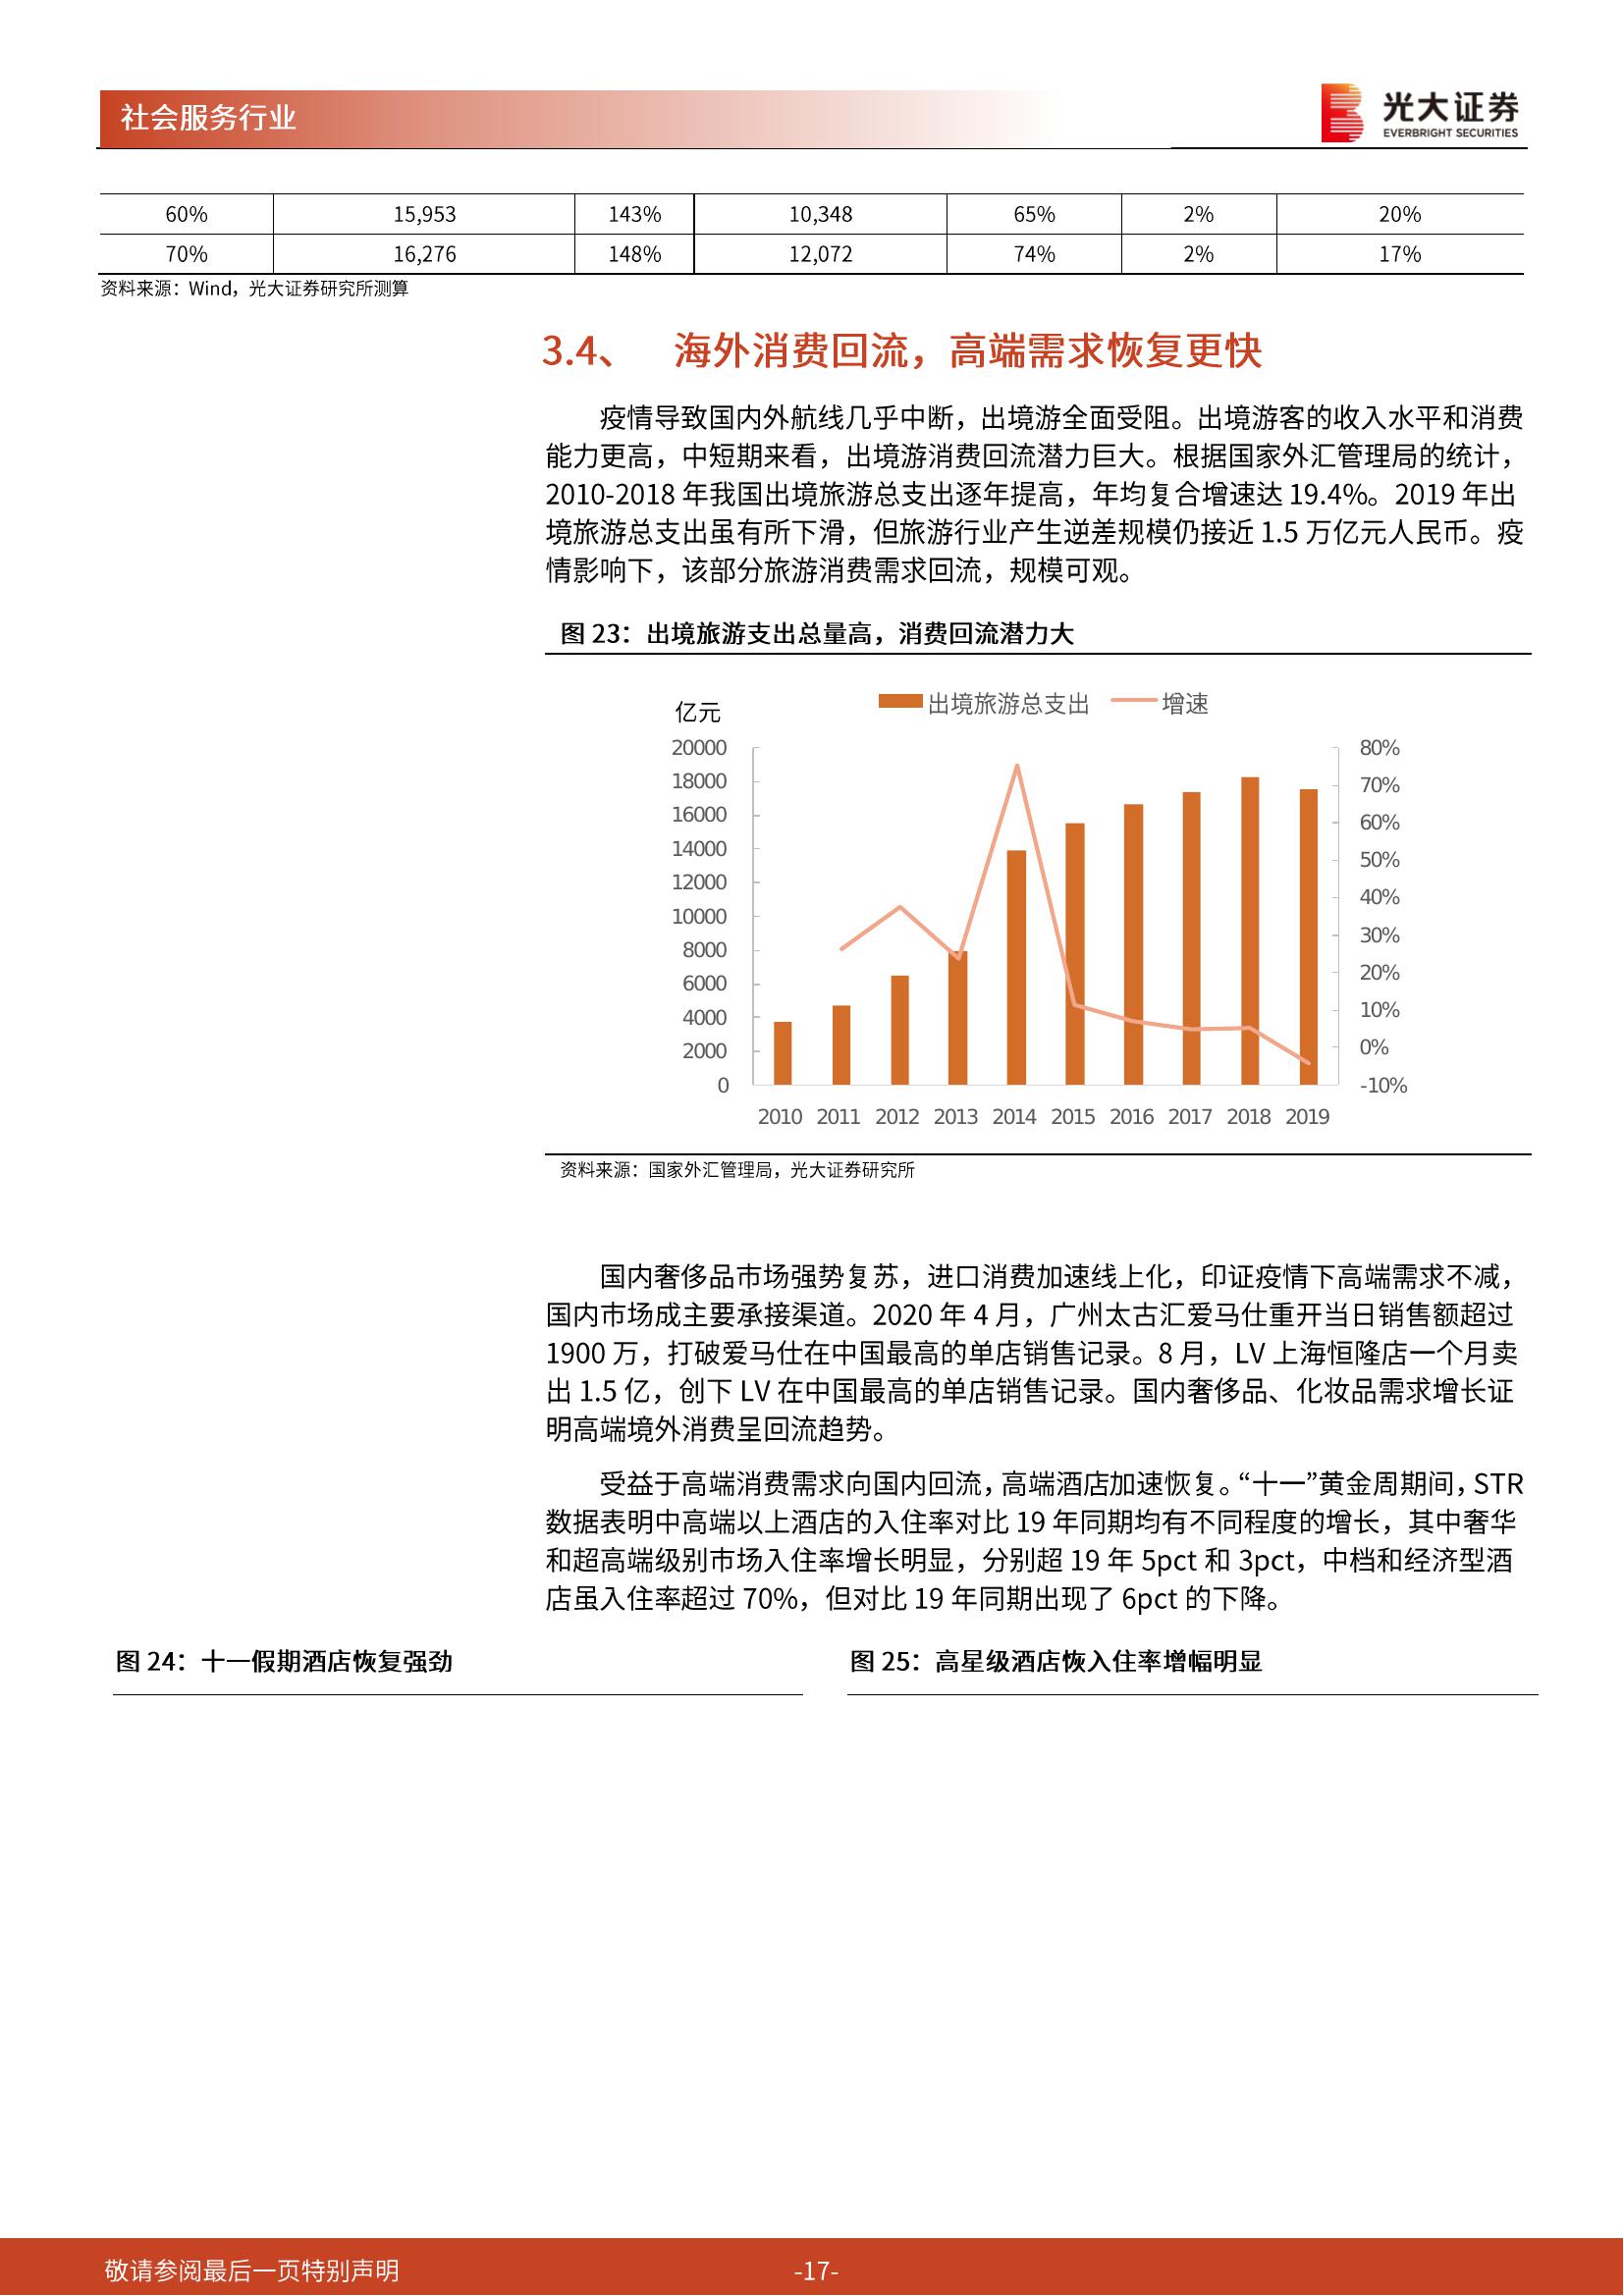 社会服务行业
光大证券
EVERBRIGHT SECURITIES
60% 15,953 143% 10,348 65% 2% 20%
70% 16,276 148% 12,072 74% 2% 17%
资料来源：Wind，光大证券研究所测算
3.4、 海外消费回流，高端需求恢复更快
疫情导致国内外航线几乎中断，出境游全面受阻。出境游客的收入水平和消费
能力更高，中短期来看，出境游消费回流潜力巨大。根据国家外汇管理局的统计，
2010-2018 年我国出境旅游总支出逐年提高，年均复合增速达 19.4%。2019 年出
境旅游总支出虽有所下滑，但旅游行业产生逆差规模仍接近 1.5 万亿元人民币。疫
情影响下，该部分旅游消费需求回流，规模可观。
图 23：出境旅游支出总量高，消费回流潜力大
亿元
出境旅游总支出 增速
20000 80%
18000 70%
16000 60%
14000 50%
12000 40%
10000 30%
8000 20%
6000 10%
4000 0%
2000 -10%
0
2010 2011 2012 2013 2014 2015 2016 2017 2018 2019
资料来源：国家外汇管理局，光大证券研究所
国内奢侈品市场强势复苏，进口消费加速线上化，印证疫情下高端需求不减，
国内市场成主要承接渠道。2020 年 4 月，广州太古汇爱马仕重开当日销售额超过
1900 万，打破爱马仕在中国最高的单店销售记录。8 月，LV 上海恒隆店一个月卖
出 1.5 亿，创下 LV 在中国最高的单店销售记录。国内奢侈品、化妆品需求增长证
明高端境外消费呈回流趋势。
受益于高端消费需求向国内回流，高端酒店加速恢复。“十一”黄金周期间，STR
数据表明中高端以上酒店的入住率对比 19 年同期均有不同程度的增长，其中奢华
和超高端级别市场入住率增长明显，分别超 19 年 5pct 和 3pct，中档和经济型酒
店虽入住率超过 70%，但对比 19 年同期出现了 6pct 的下降。
图 24：十一假期酒店恢复强劲
图 25：高星级酒店恢入住率增幅明显
敬请参阅最后一页特别声明
-17-